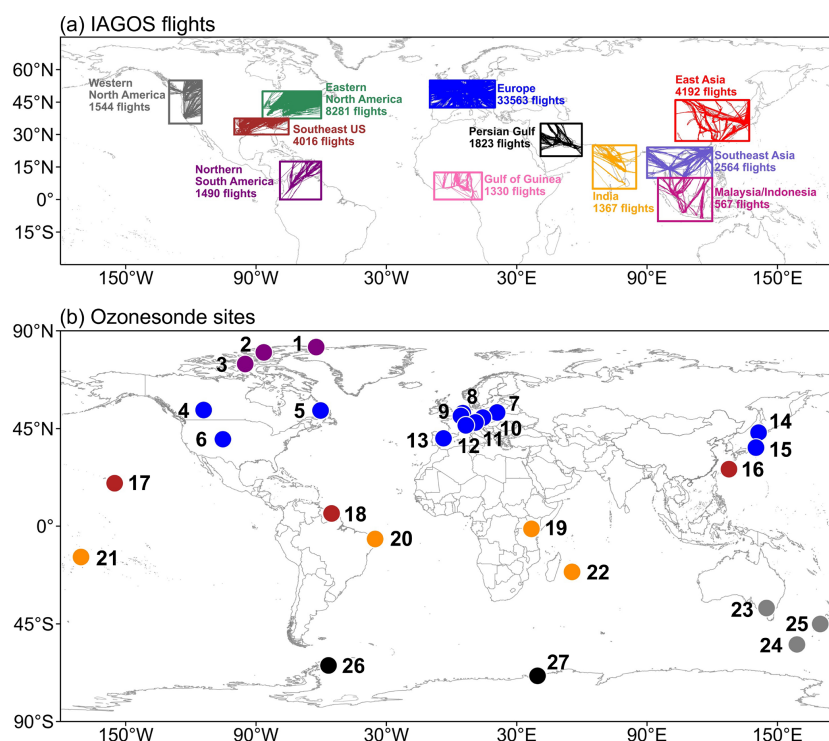 (a) IAGOS flights
60°N
45°N
30°N
15°N
0°
15°S
Western
North America
1544 flights
Eastern
North America
8281 flights
Southeast US
4016 flights
Northern
South America
1490 flights
Europe
33563 flights
Persian Gulf
1823 flights
Gulf of Guinea
1330 flights
East Asia
4192 flights
Southeast Asia
2564 flights
India
1367 flights
Malaysia/Indonesia
567 flights
150°W 90°W 30°W 30°E 90°E 150°E
(b) Ozonesonde sites
90°N
45°N
0°
45°S
90°S
1
2
3
4
5
6
7
8
9
10
11
12
13
14
15
16
17
18
19
20
21
22
23
24
25
26
27
150°W 90°W 30°W 30°E 90°E 150°E